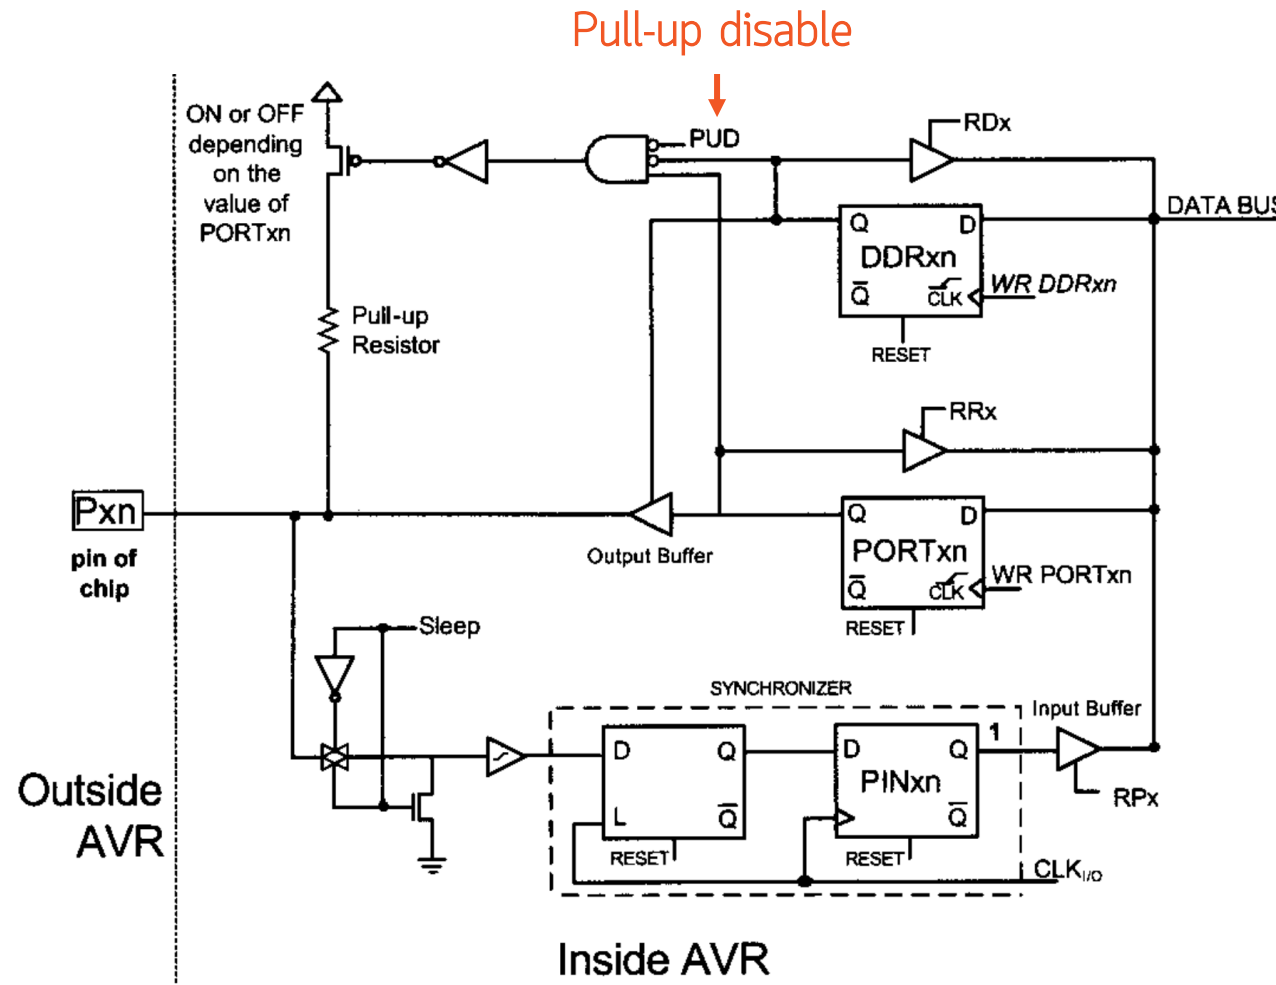 Pull-up disable
ON or OFF
depending
on the
value of
PORTxn
PUD
RDx
DATA BUS
Q D
DDRxn
Q CLK
WR DDRxn
RESET
Pull-up
Resistor
RRx
Pxn
pin of
chip
Output Buffer
Q D
PORTxn
Q CLK
WR PORTxn
RESET
Sleep
SYNCHRONIZER
Input Buffer
D Q
L Q
RESET
D Q
PINxn
Q
RESET
1
RPx
CLKI/O
Outside
AVR
Inside AVR